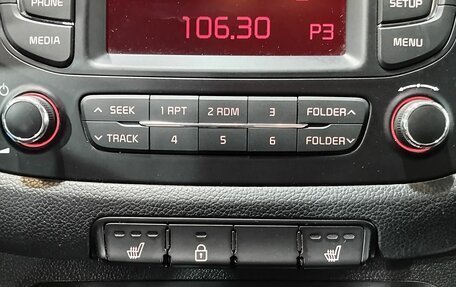 PHONE
SETUP
MEDIA
106.30 P3
MENU
SEEK 1 RPT 2 RDM 3 FOLDER
TRACK 4 5 6 FOLDER